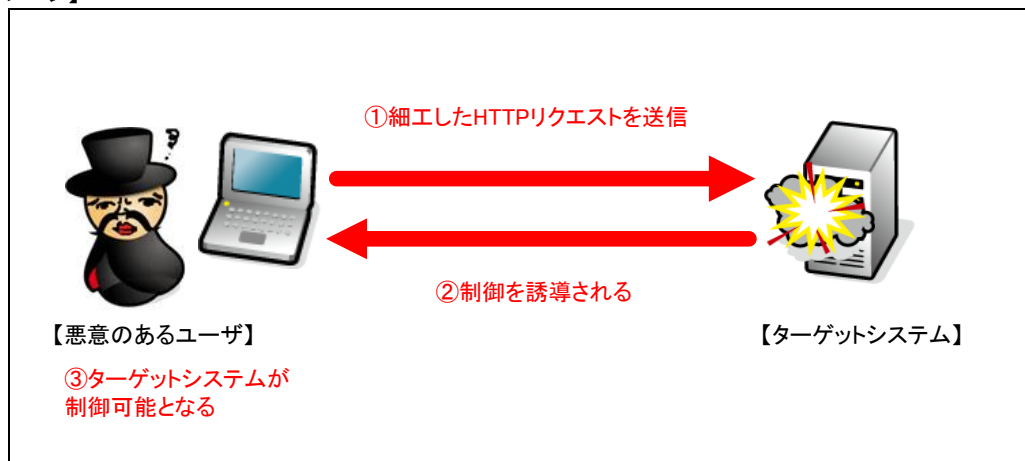 ①細工したHTTPリクエストを送信
②制御を誘導される
【悪意のあるユーザ】
【ターゲットシステム】
③ターゲットシステムが
制御可能となる